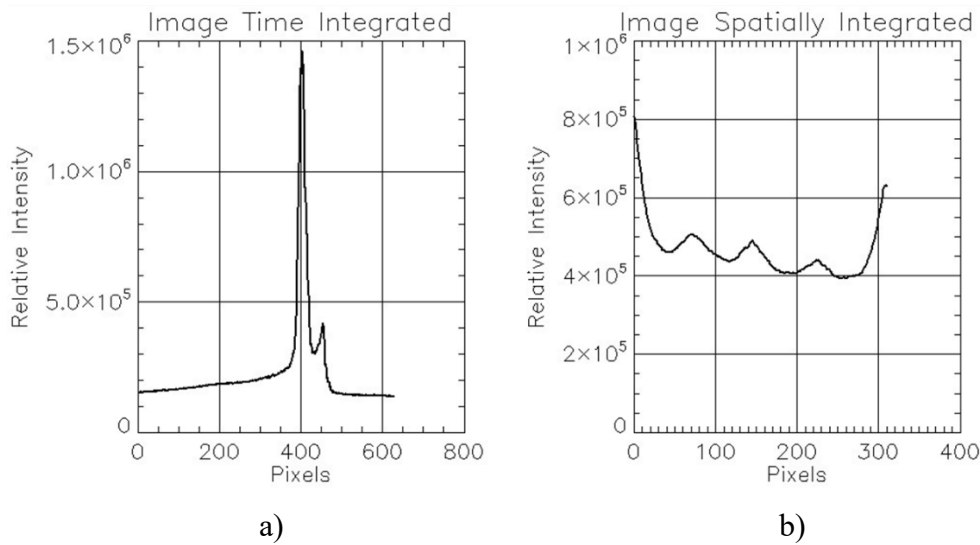 Image Time Integrated
1.5×10⁶
1.0×10⁶
5.0×10⁵
0
Relative Intensity
0 200 400 600 800
Pixels
a)
Image Spatially Integrated
1×10⁶
8×10⁵
6×10⁵
4×10⁵
2×10⁵
0
Relative Intensity
0 100 200 300 400
Pixels
b)